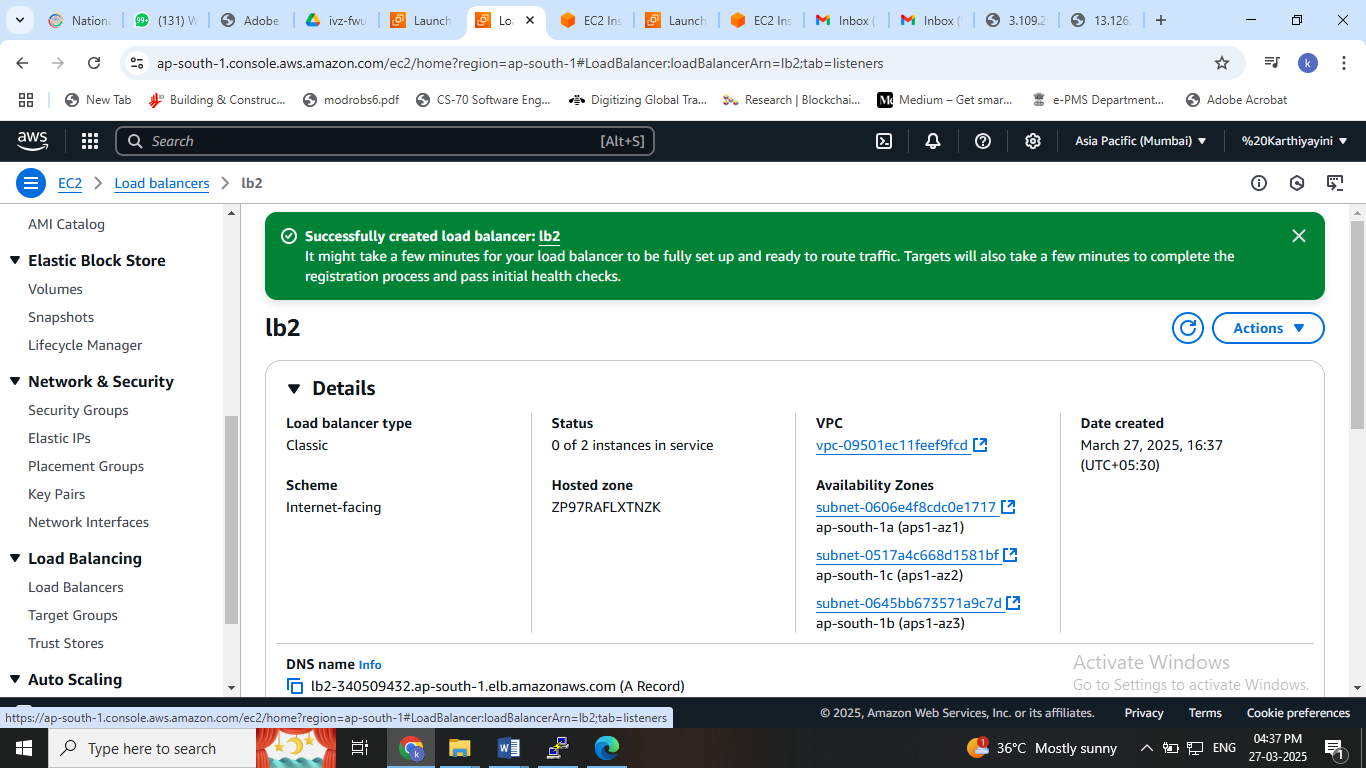 Nation
(131) W
Adobe
ivz-fwu
Launch
Lo
EC2 Ins
Launch
EC2 Ins
Inbox (
Inbox (
3.109.2
13.126.
ap-south-1.console.aws.amazon.com/ec2/home?region=ap-south-1#LoadBalancer:loadBalancerArn=lb2;tab=listeners
k
New Tab
Building & Construc...
modrobs6.pdf
CS-70 Software Eng...
Digitizing Global Tra...
Research | Blockchai...
Medium – Get smar...
e-PMS Department...
Adobe Acrobat
aws
Search
[Alt+S]
Asia Pacific (Mumbai)
%20Karthiyayini
EC2
Load balancers
lb2
AMI Catalog
Elastic Block Store
Volumes
Snapshots
Lifecycle Manager
Network & Security
Security Groups
Elastic IPs
Placement Groups
Key Pairs
Network Interfaces
Load Balancing
Load Balancers
Target Groups
Trust Stores
Auto Scaling
Successfully created load balancer: lb2
It might take a few minutes for your load balancer to be fully set up and ready to route traffic. Targets will also take a few minutes to complete the
registration process and pass initial health checks.
lb2
Actions
Details
Load balancer type
Classic
Scheme
Internet-facing
Status
0 of 2 instances in service
Hosted zone
ZP97RAFLXTNZK
VPC
vpc-09501ec11feef9fcd
Availability Zones
subnet-0606e4f8cdc0e1717
ap-south-1a (aps1-az1)
subnet-0517a4c668d1581bf
ap-south-1c (aps1-az2)
subnet-0645bb673571a9c7d
ap-south-1b (aps1-az3)
Date created
March 27, 2025, 16:37
(UTC+05:30)
DNS name Info
lb2-340509432.ap-south-1.elb.amazonaws.com (A Record)
Activate Windows
Go to Settings to activate Windows.
https://ap-south-1.console.aws.amazon.com/ec2/home?region=ap-south-1#LoadBalancer:loadBalancerArn=lb2;tab=listeners
© 2025, Amazon Web Services, Inc. or its affiliates.
Privacy
Terms
Cookie preferences
Type here to search
36°C Mostly sunny
ENG
04:37 PM
27-03-2025